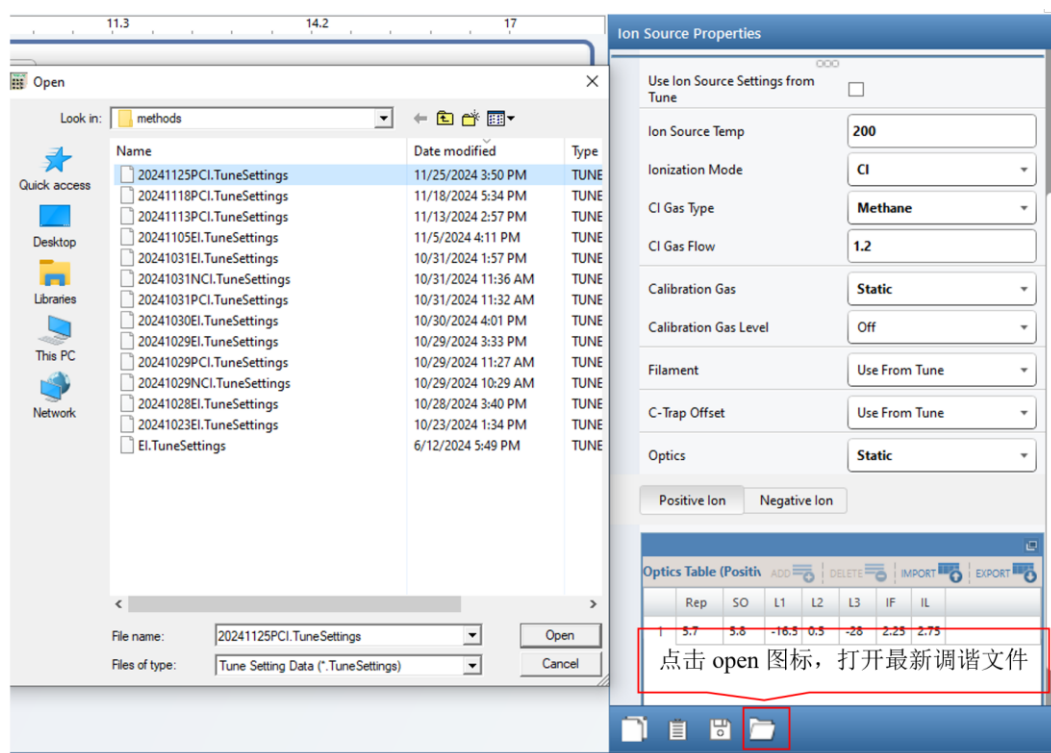 11.3 14.2 17
Open
Look in: methods
Name Date modified Type
20241125PCI.TuneSettings 11/25/2024 3:50 PM TUNE
20241118PCI.TuneSettings 11/18/2024 5:34 PM TUNE
20241113PCI.TuneSettings 11/13/2024 2:57 PM TUNE
20241105EI.TuneSettings 11/5/2024 4:11 PM TUNE
20241031EI.TuneSettings 10/31/2024 1:57 PM TUNE
20241031NCI.TuneSettings 10/31/2024 11:36 AM TUNE
20241031PCI.TuneSettings 10/31/2024 11:32 AM TUNE
20241030EI.TuneSettings 10/30/2024 4:01 PM TUNE
20241029EI.TuneSettings 10/29/2024 3:33 PM TUNE
20241029PCI.TuneSettings 10/29/2024 11:27 AM TUNE
20241029NCI.TuneSettings 10/29/2024 10:29 AM TUNE
20241028EI.TuneSettings 10/28/2024 3:40 PM TUNE
20241023EI.TuneSettings 10/23/2024 1:34 PM TUNE
EI.TuneSettings 6/12/2024 5:49 PM TUNE
Quick access
Desktop
Libraries
This PC
Network
File name: 20241125PCI.TuneSettings Open
Files of type: Tune Setting Data (*.TuneSettings) Cancel
Ion Source Properties
Use Ion Source Settings from
Tune
Ion Source Temp 200
Ionization Mode CI
CI Gas Type Methane
CI Gas Flow 1.2
Calibration Gas Static
Calibration Gas Level Off
Filament Use From Tune
C-Trap Offset Use From Tune
Optics Static
Positive Ion Negative Ion
Optics Table (Positiv ADD DELETE IMPORT EXPORT
Rep SO L1 L2 L3 IF IL
1 5.7 5.8 -16.5 0.5 -28 2.25 2.75
点击 open 图标，打开最新调谐文件